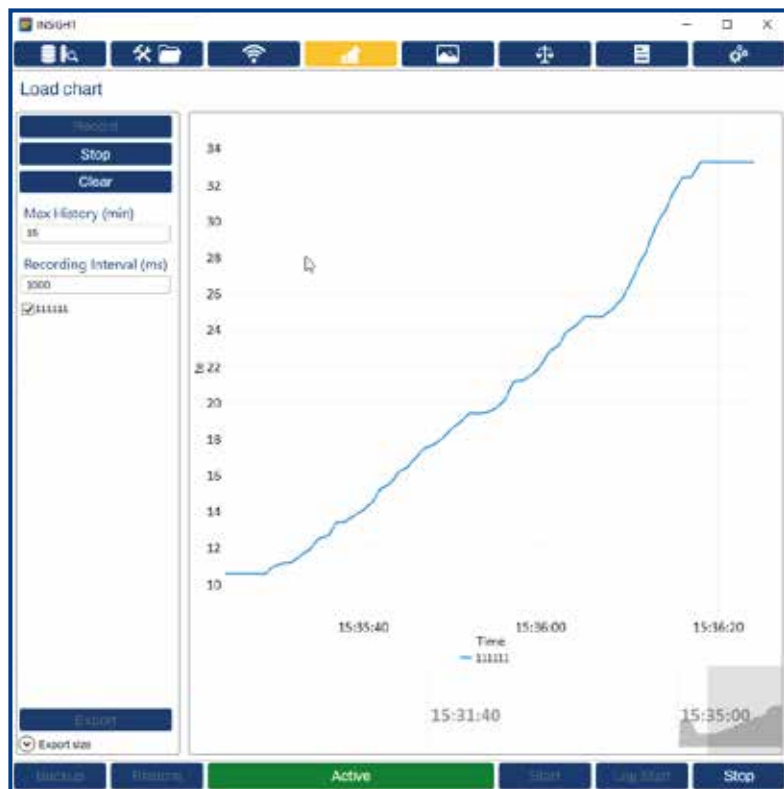 INSIGHT
Load chart
Record
Stop
Clear
Max History (min)
15
Recording Interval (ms)
1000
111111
34
32
30
28
26
24
22
20
18
16
14
12
10
15:35:40
15:36:00
15:36:20
Time
111111
15:31:40
15:35:00
Export
Export size
Backup
Restore
Active
Start
Log Start
Stop